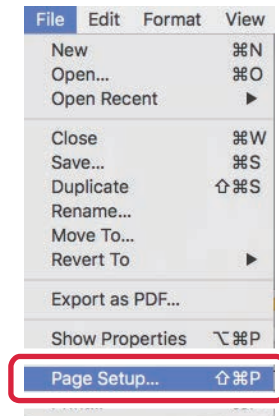 File Edit Format View
New ⌘N
Open... ⌘O
Open Recent ▶
Close ⌘W
Save... ⌘S
Duplicate ⇧⌘S
Rename...
Move To...
Revert To ▶
Export as PDF...
Show Properties ⌥⌘P
Page Setup... ⇧⌘P